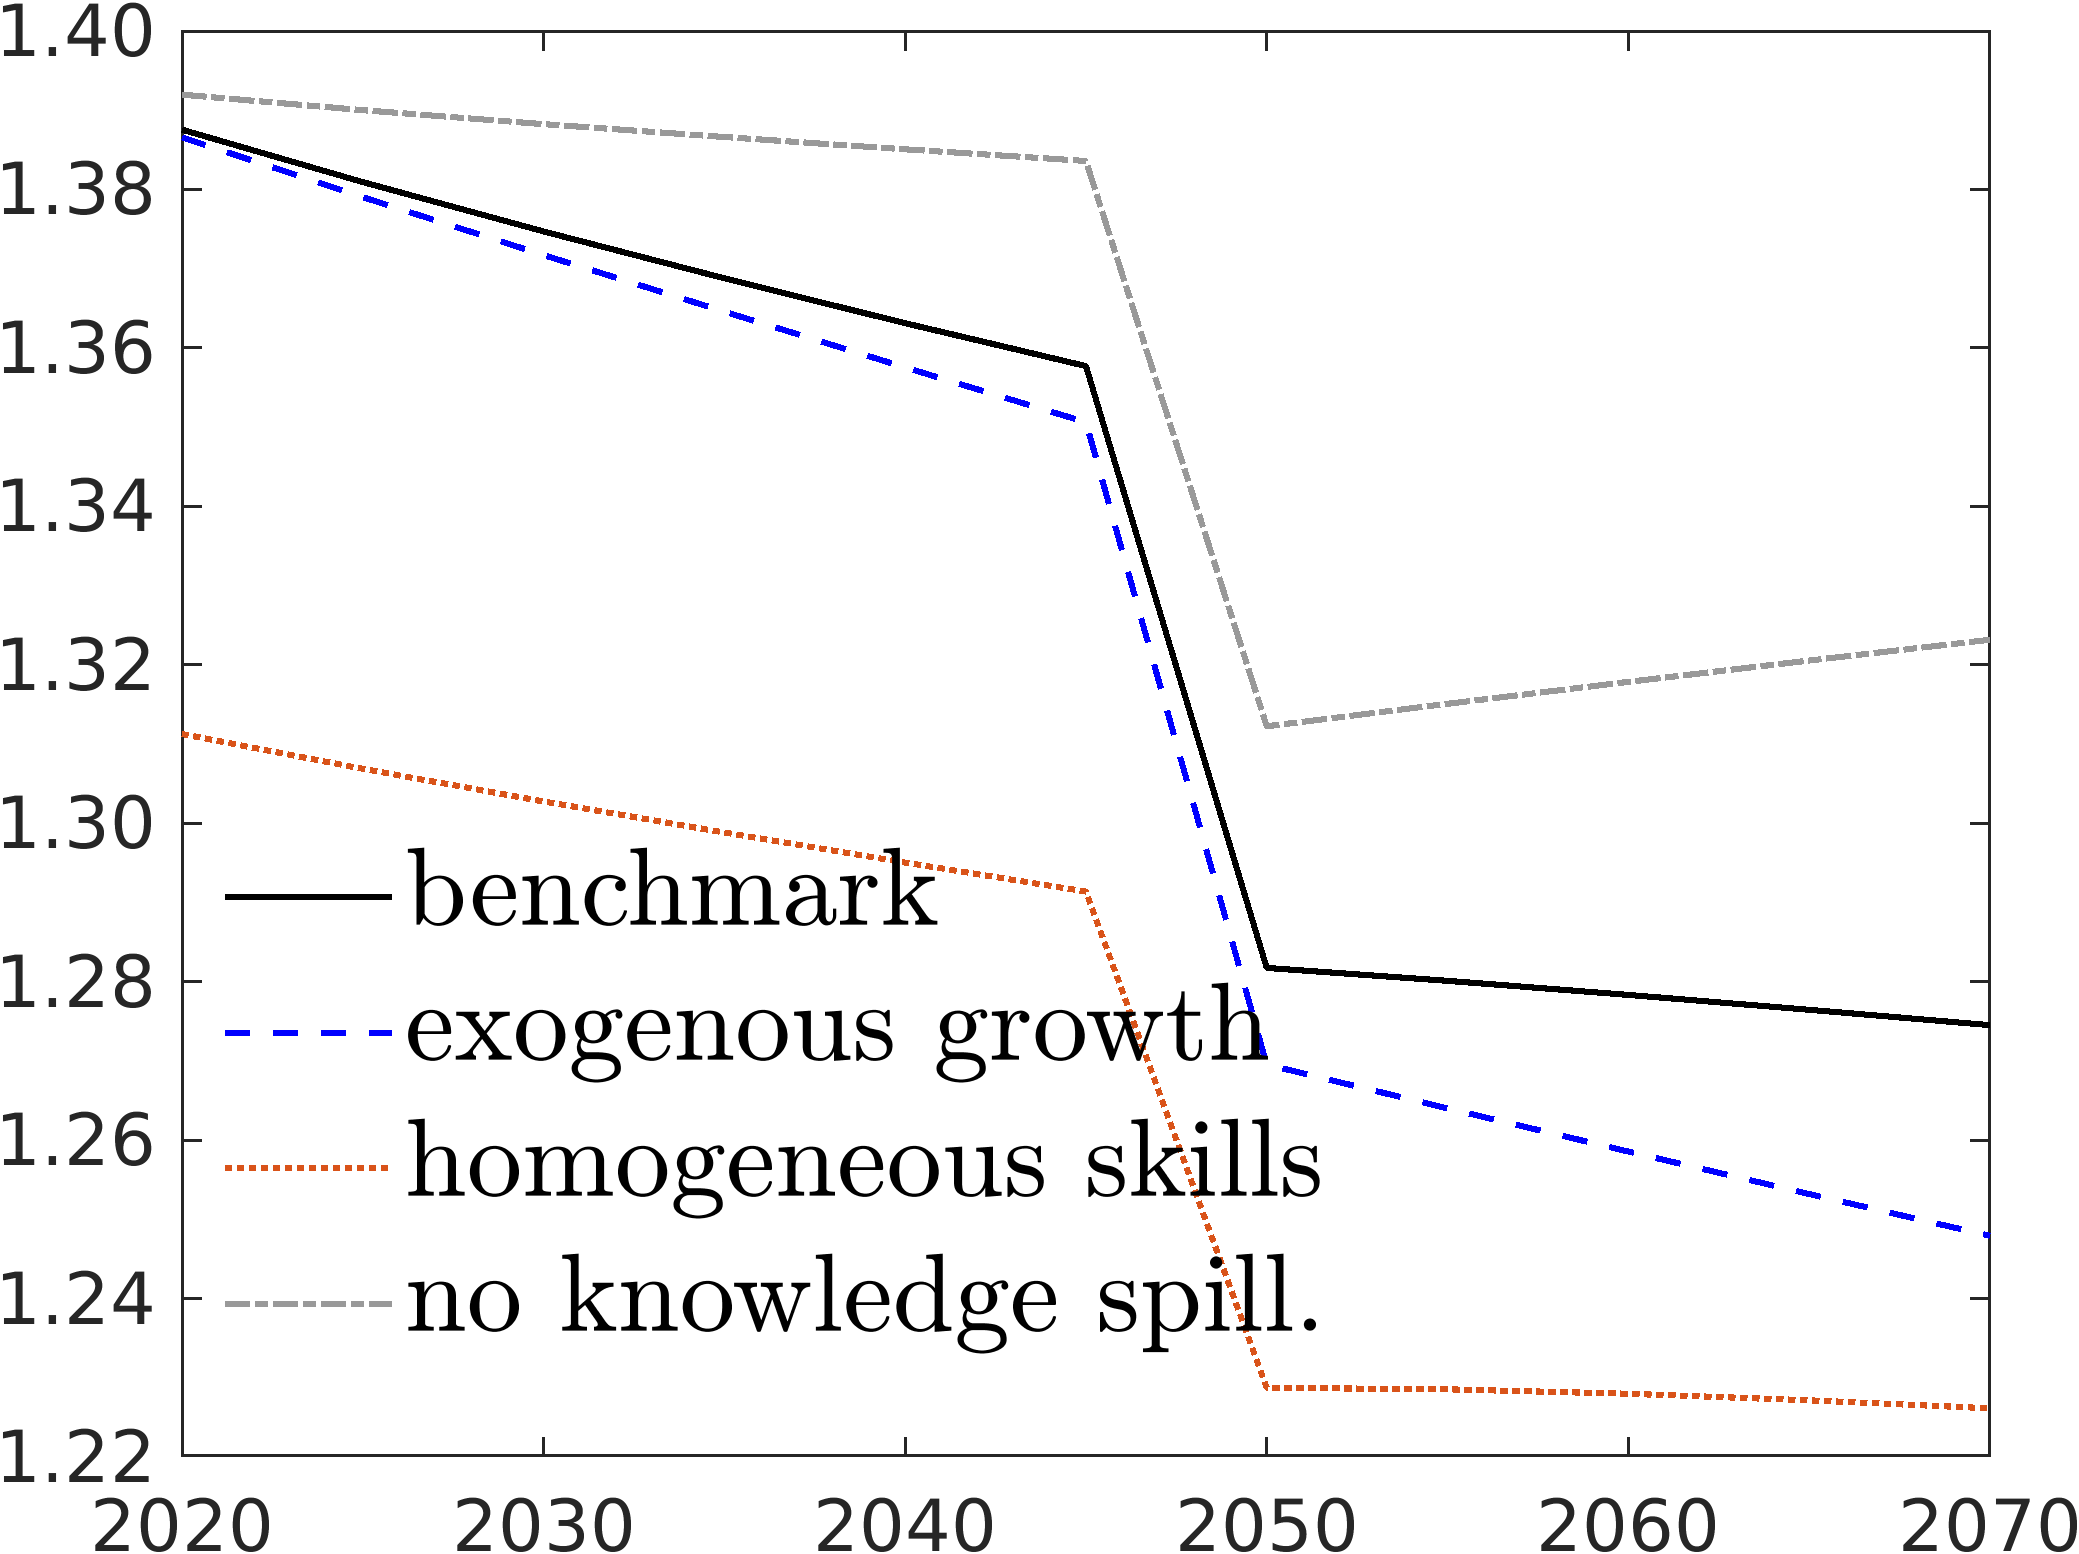 1.40
1.38
1.36
1.34
1.32
1.30
1.28
1.26
1.24
1.22
benchmark
exogenous growth
homogeneous skills
no knowledge spill.
2020 2030 2040 2050 2060 2070